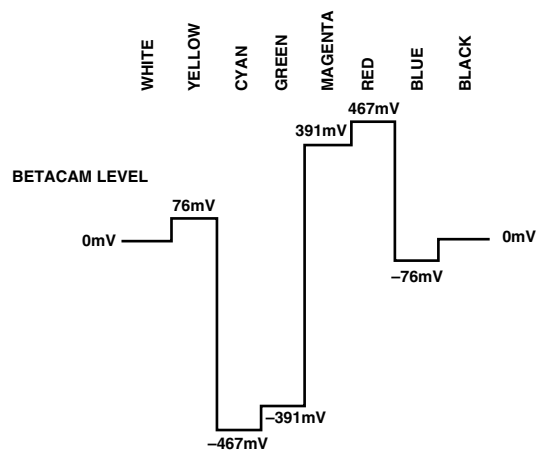 WHITE
YELLOW
CYAN
GREEN
MAGENTA
RED
BLUE
BLACK
467mV
391mV
BETACAM LEVEL
76mV
0mV
0mV
–76mV
–391mV
–467mV